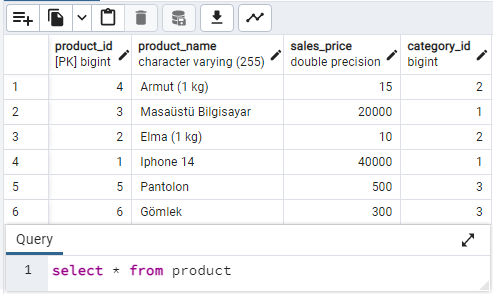 product_id product_name sales_price category_id
[PK] bigint character varying (255) double precision bigint
1 4 Armut (1 kg) 15 2
2 3 Masaüstü Bilgisayar 20000 1
3 2 Elma (1 kg) 10 2
4 1 Iphone 14 40000 1
5 5 Pantolon 500 3
6 6 Gömlek 300 3
Query
1 select * from product